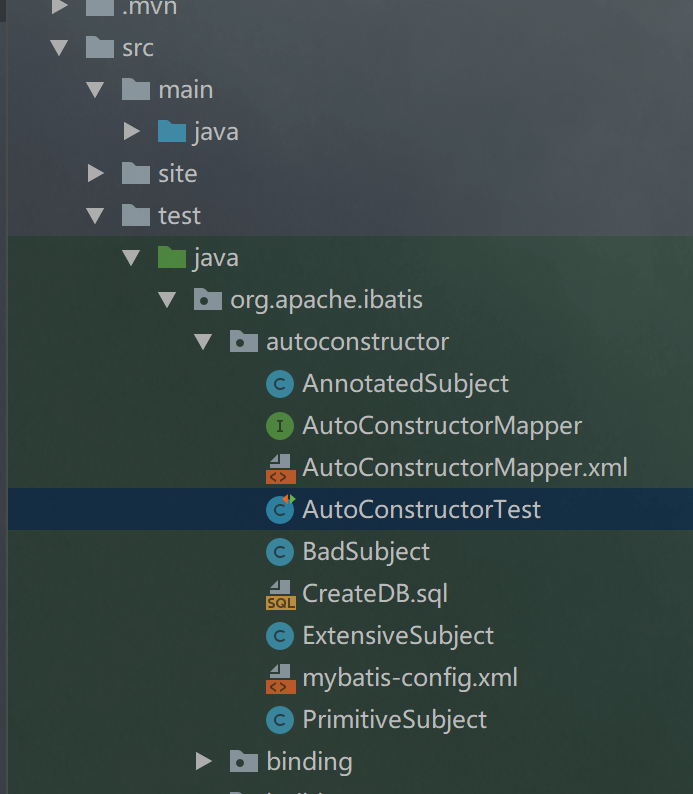 .mvn
src
main
java
site
test
java
org.apache.ibatis
autoconstructor
C AnnotatedSubject
I AutoConstructorMapper
<> AutoConstructorMapper.xml
C AutoConstructorTest
C BadSubject
SQL CreateDB.sql
C ExtensiveSubject
<> mybatis-config.xml
C PrimitiveSubject
binding